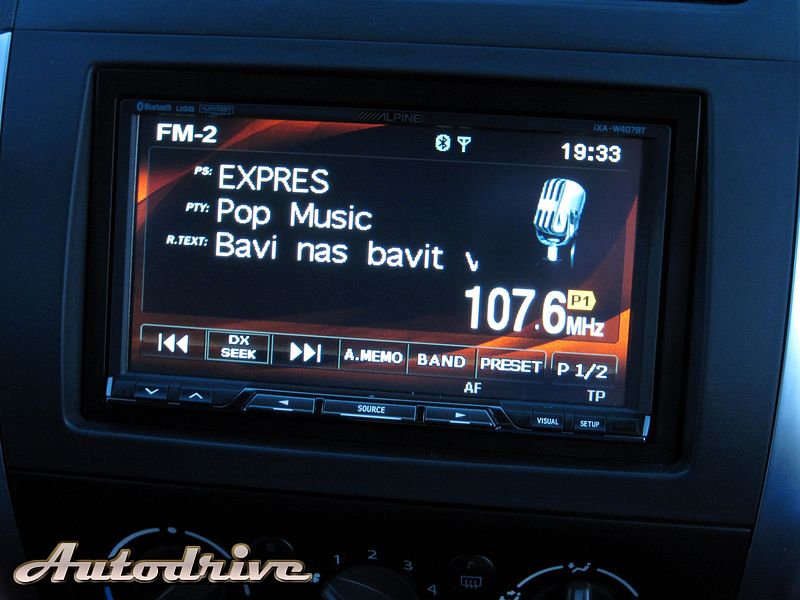 Bluetooth USB AUDYSSEY
ALPINE
iXA-W407BT
FM-2
19:33
PS: EXPRES
PTY: Pop Music
R.TEXT: Bavi nas bavit v
107.6 MHz
P1
DX SEEK
A.MEMO
BAND
PRESET
P 1/2
AF
TP
SOURCE
VISUAL
SETUP
Autodrive
1 2 3 4